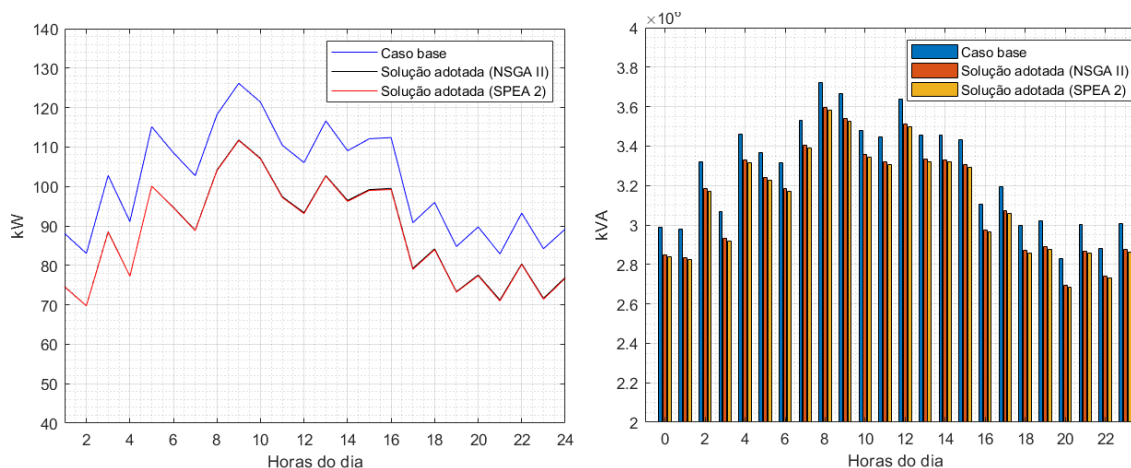 140
130
120
110
100
90
80
70
60
50
40
kW
2 4 6 8 10 12 14 16 18 20 22 24
Horas do dia
Caso base
Solução adotada (NSGA II)
Solução adotada (SPEA 2)
×10⁶
4
3.8
3.6
3.4
3.2
3
2.8
2.6
2.4
2.2
2
kVA
0 2 4 6 8 10 12 14 16 18 20 22
Horas do dia
Caso base
Solução adotada (NSGA II)
Solução adotada (SPEA 2)